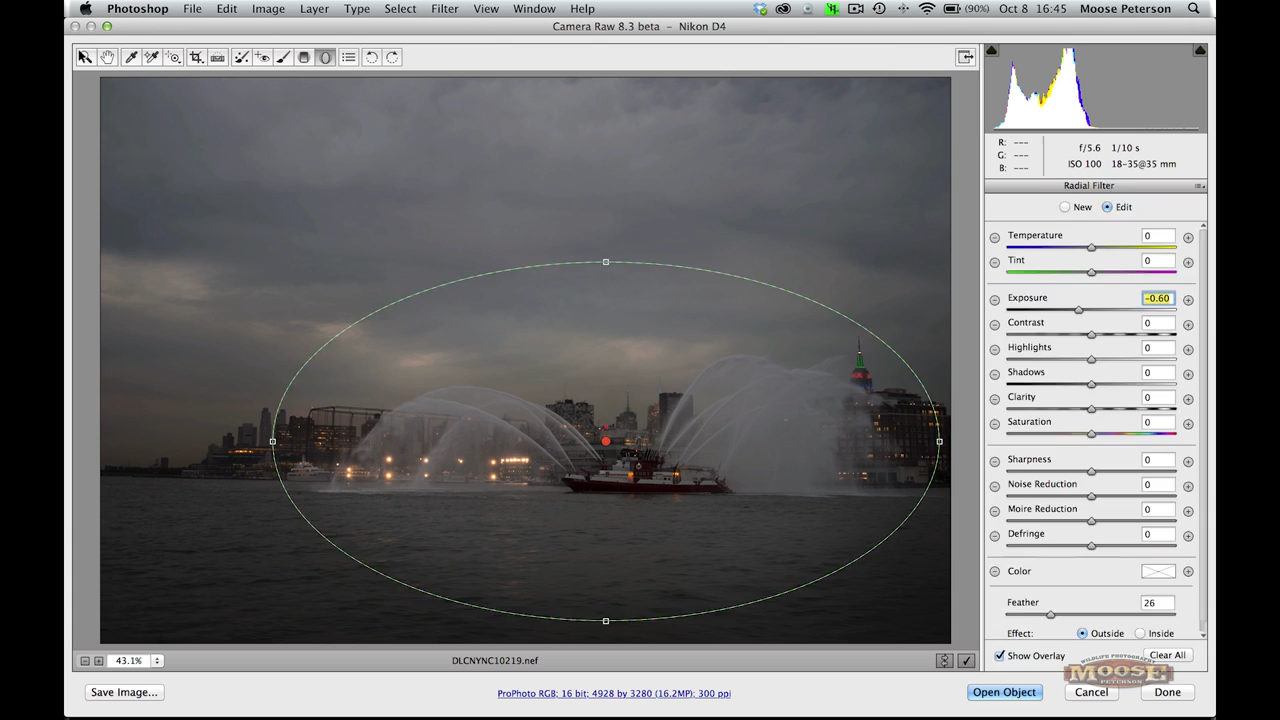 Photoshop File Edit Image Layer Type Select Filter View Window Help (90%) Oct 8 16:45 Moose Peterson
Camera Raw 8.3 beta – Nikon D4
R: ---
G: ---
B: ---
f/5.6 1/10 s
ISO 100 18-35@35 mm
Radial Filter
New Edit
Temperature 0
Tint 0
Exposure -0.60
Contrast 0
Highlights 0
Shadows 0
Clarity 0
Saturation 0
Sharpness 0
Noise Reduction 0
Moire Reduction 0
Defringe 0
Color
Feather 26
Effect: Outside Inside
Show Overlay Clear All
43.1% DLCNYNC10219.nef
WILDLIFE PHOTOGRAPHY
MOOSE
PETERSON
Save Image... ProPhoto RGB; 16 bit; 4928 by 3280 (16.2MP); 300 ppi Open Object Cancel Done